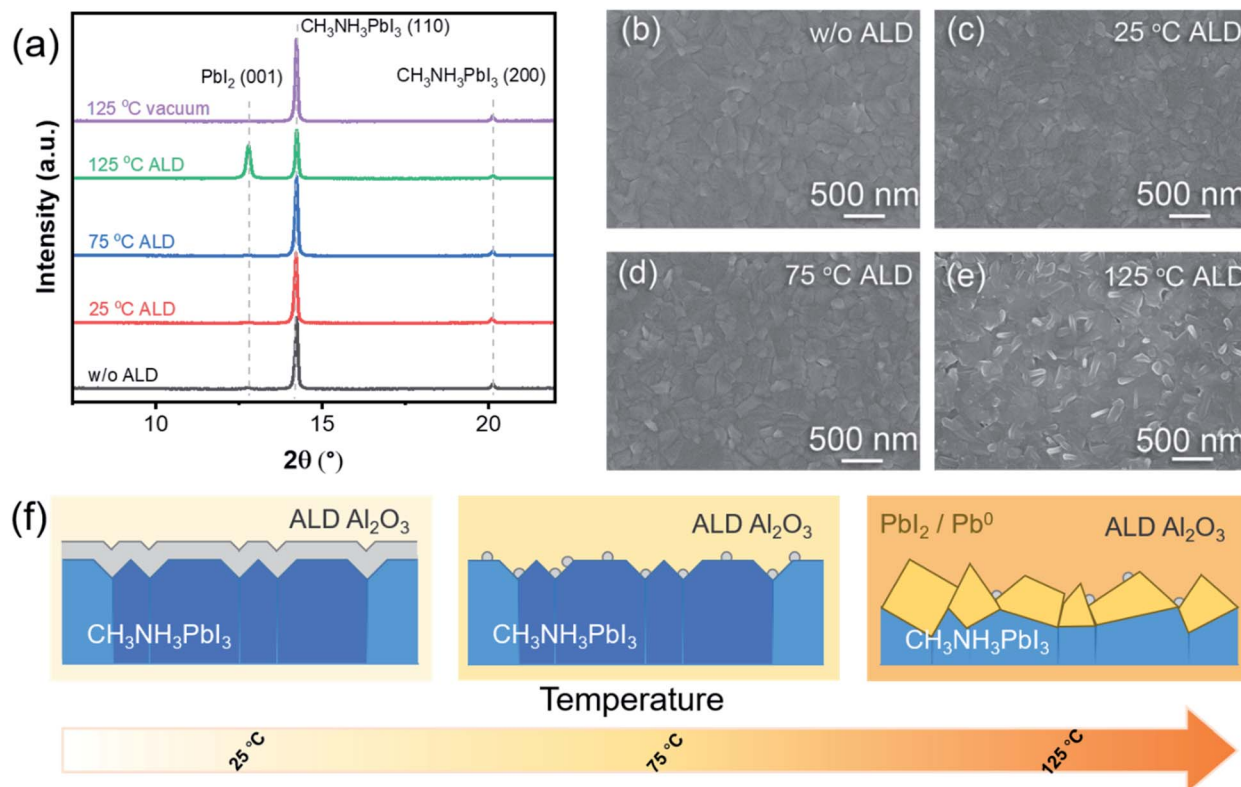 (a)
CH₃NH₃PbI₃ (110)
PbI₂ (001)
CH₃NH₃PbI₃ (200)
125 °C vacuum
125 °C ALD
75 °C ALD
25 °C ALD
w/o ALD
Intensity (a.u.)
10 15 20
2θ (°)
(b) w/o ALD
500 nm
(c) 25 °C ALD
500 nm
(d) 75 °C ALD
500 nm
(e) 125 °C ALD
500 nm
(f)
ALD Al₂O₃
CH₃NH₃PbI₃
ALD Al₂O₃
CH₃NH₃PbI₃
PbI₂ / Pb⁰ ALD Al₂O₃
CH₃NH₃PbI₃
Temperature
25 °C 75 °C 125 °C